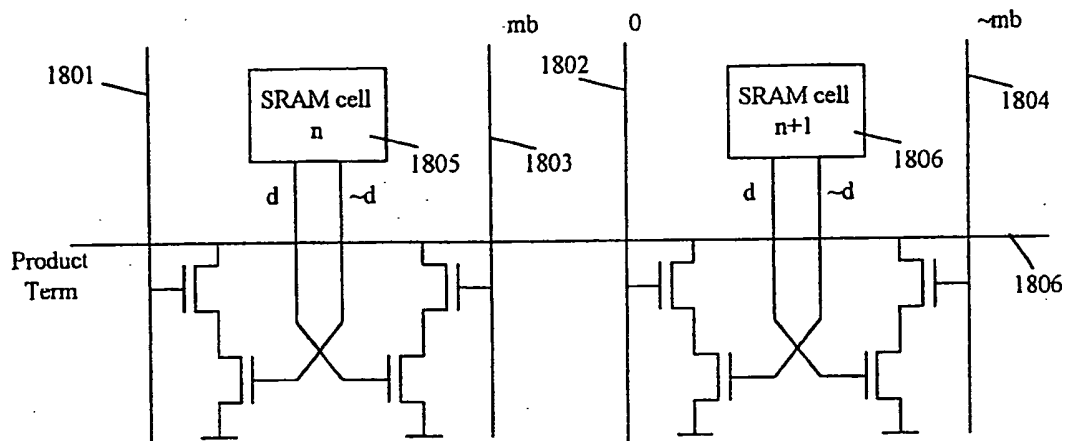 mb
0
~mb
1801
1802
SRAM cell
n
SRAM cell
n+1
1804
1805
1803
1806
d
~d
d
~d
Product
Term
1806